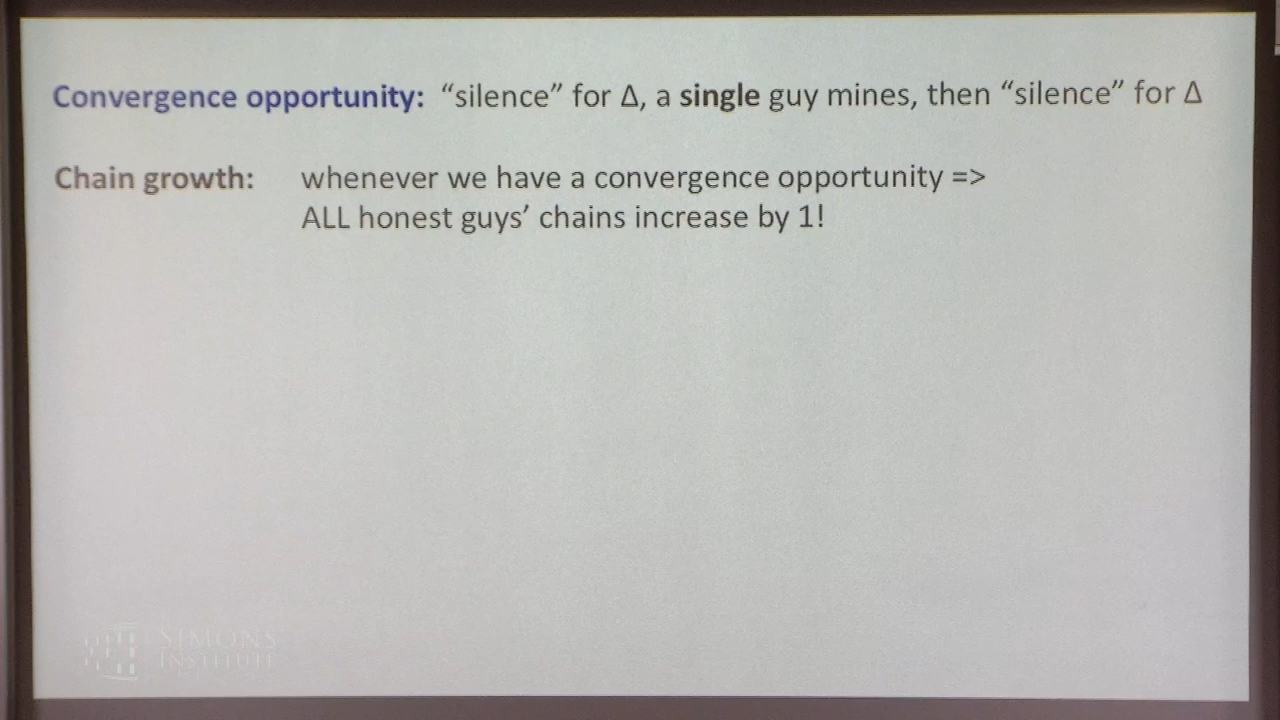 Convergence opportunity: “silence” for Δ, a single guy mines, then “silence” for Δ
Chain growth: whenever we have a convergence opportunity =>
ALL honest guys’ chains increase by 1!
SIMONS
INSTITUTE